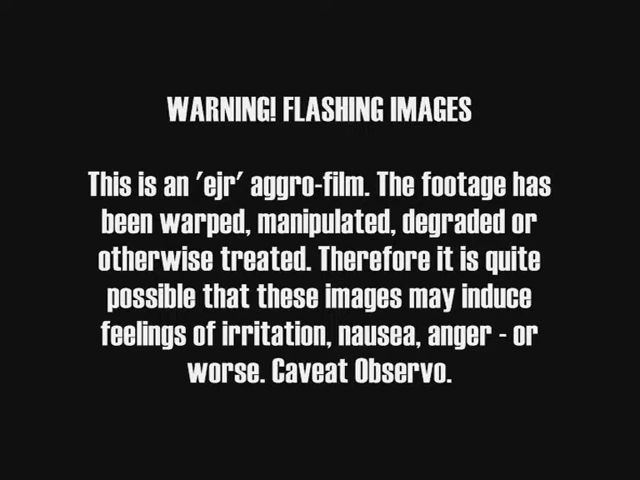 WARNING! FLASHING IMAGES
This is an 'ejr' aggro-film. The footage has
been warped, manipulated, degraded or
otherwise treated. Therefore it is quite
possible that these images may induce
feelings of irritation, nausea, anger - or
worse. Caveat Observo.